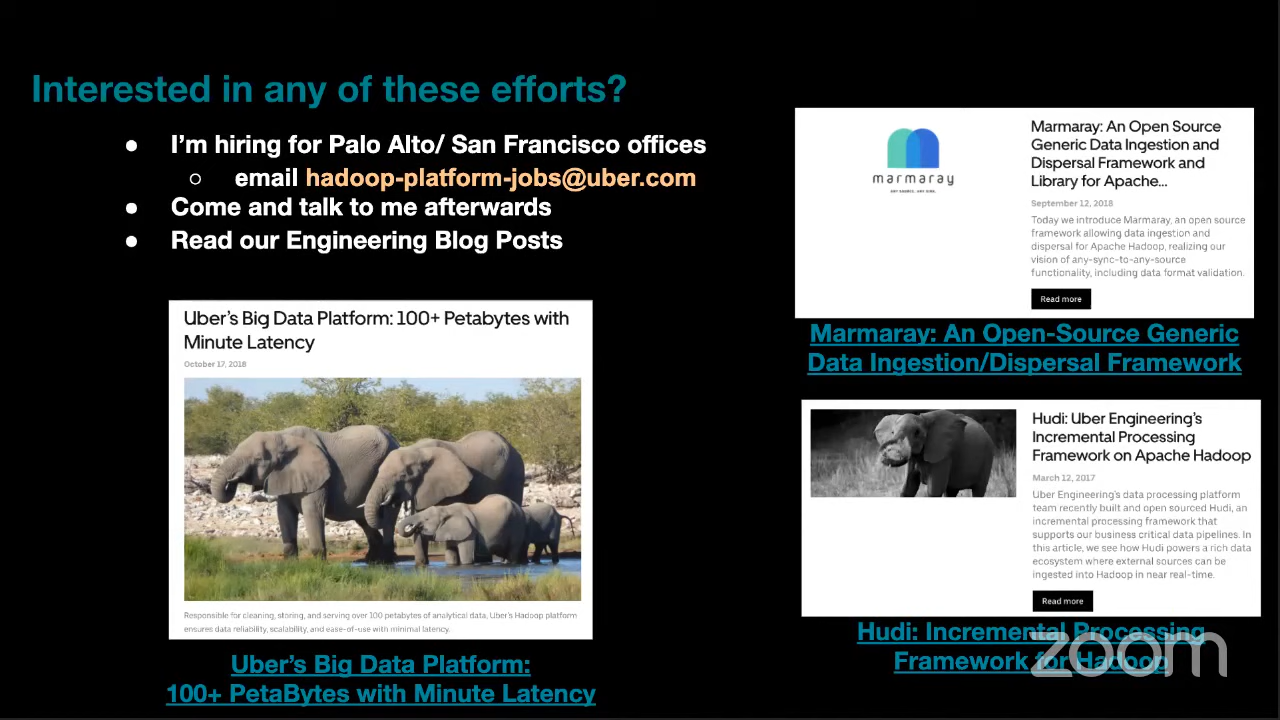 Interested in any of these efforts?
● I'm hiring for Palo Alto/ San Francisco offices
○ email hadoop-platform-jobs@uber.com
● Come and talk to me afterwards
● Read our Engineering Blog Posts
Uber's Big Data Platform: 100+ Petabytes with
Minute Latency
October 17, 2018
Responsible for cleaning, storing, and serving over 100 petabytes of analytical data, Uber's Hadoop platform
ensures data reliability, scalability, and ease-of-use with minimal latency.
Uber's Big Data Platform:
100+ PetaBytes with Minute Latency
marmaray
ANY SOURCE. ANY SINK.
Marmaray: An Open Source
Generic Data Ingestion and
Dispersal Framework and
Library for Apache...
September 12, 2018
Today we introduce Marmaray, an open source
framework allowing data ingestion and
dispersal for Apache Hadoop, realizing our
vision of any-sync-to-any-source
functionality, including data format validation.
Read more
Marmaray: An Open-Source Generic
Data Ingestion/Dispersal Framework
Hudi: Uber Engineering's
Incremental Processing
Framework on Apache Hadoop
March 12, 2017
Uber Engineering's data processing platform
team recently built and open sourced Hudi, an
incremental processing framework that
supports our business critical data pipelines. In
this article, we see how Hudi powers a rich data
ecosystem where external sources can be
ingested into Hadoop in near real-time.
Read more
Hudi: Incremental Processing
Framework for Hadoop
zoom